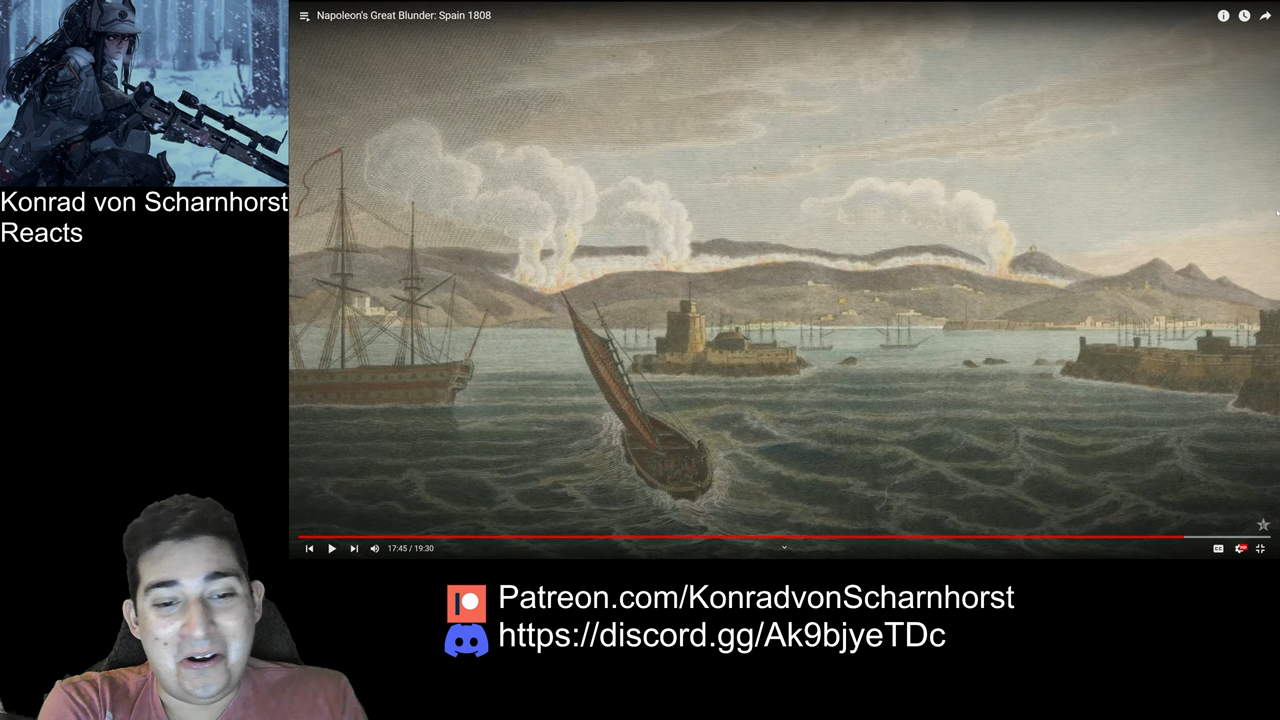 Napoleon's Great Blunder: Spain 1808
Konrad von Scharnhorst
Reacts
17:45 / 19:30
CC
Patreon.com/KonradvonScharnhorst
https://discord.gg/Ak9bjyeTDc